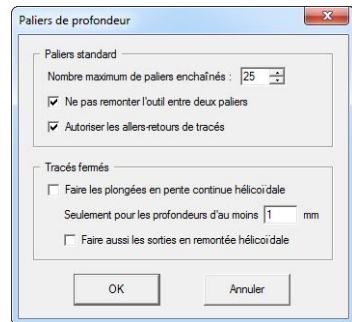 Paliers de profondeur
Paliers standard
Nombre maximum de paliers enchaînés : 25
Ne pas remonter l'outil entre deux paliers
Autoriser les allers-retours de tracés
Tracés fermés
Faire les plongées en pente continue hélicoïdale
Seulement pour les profondeurs d'au moins 1 mm
Faire aussi les sorties en remontée hélicoïdale
OK Annuler